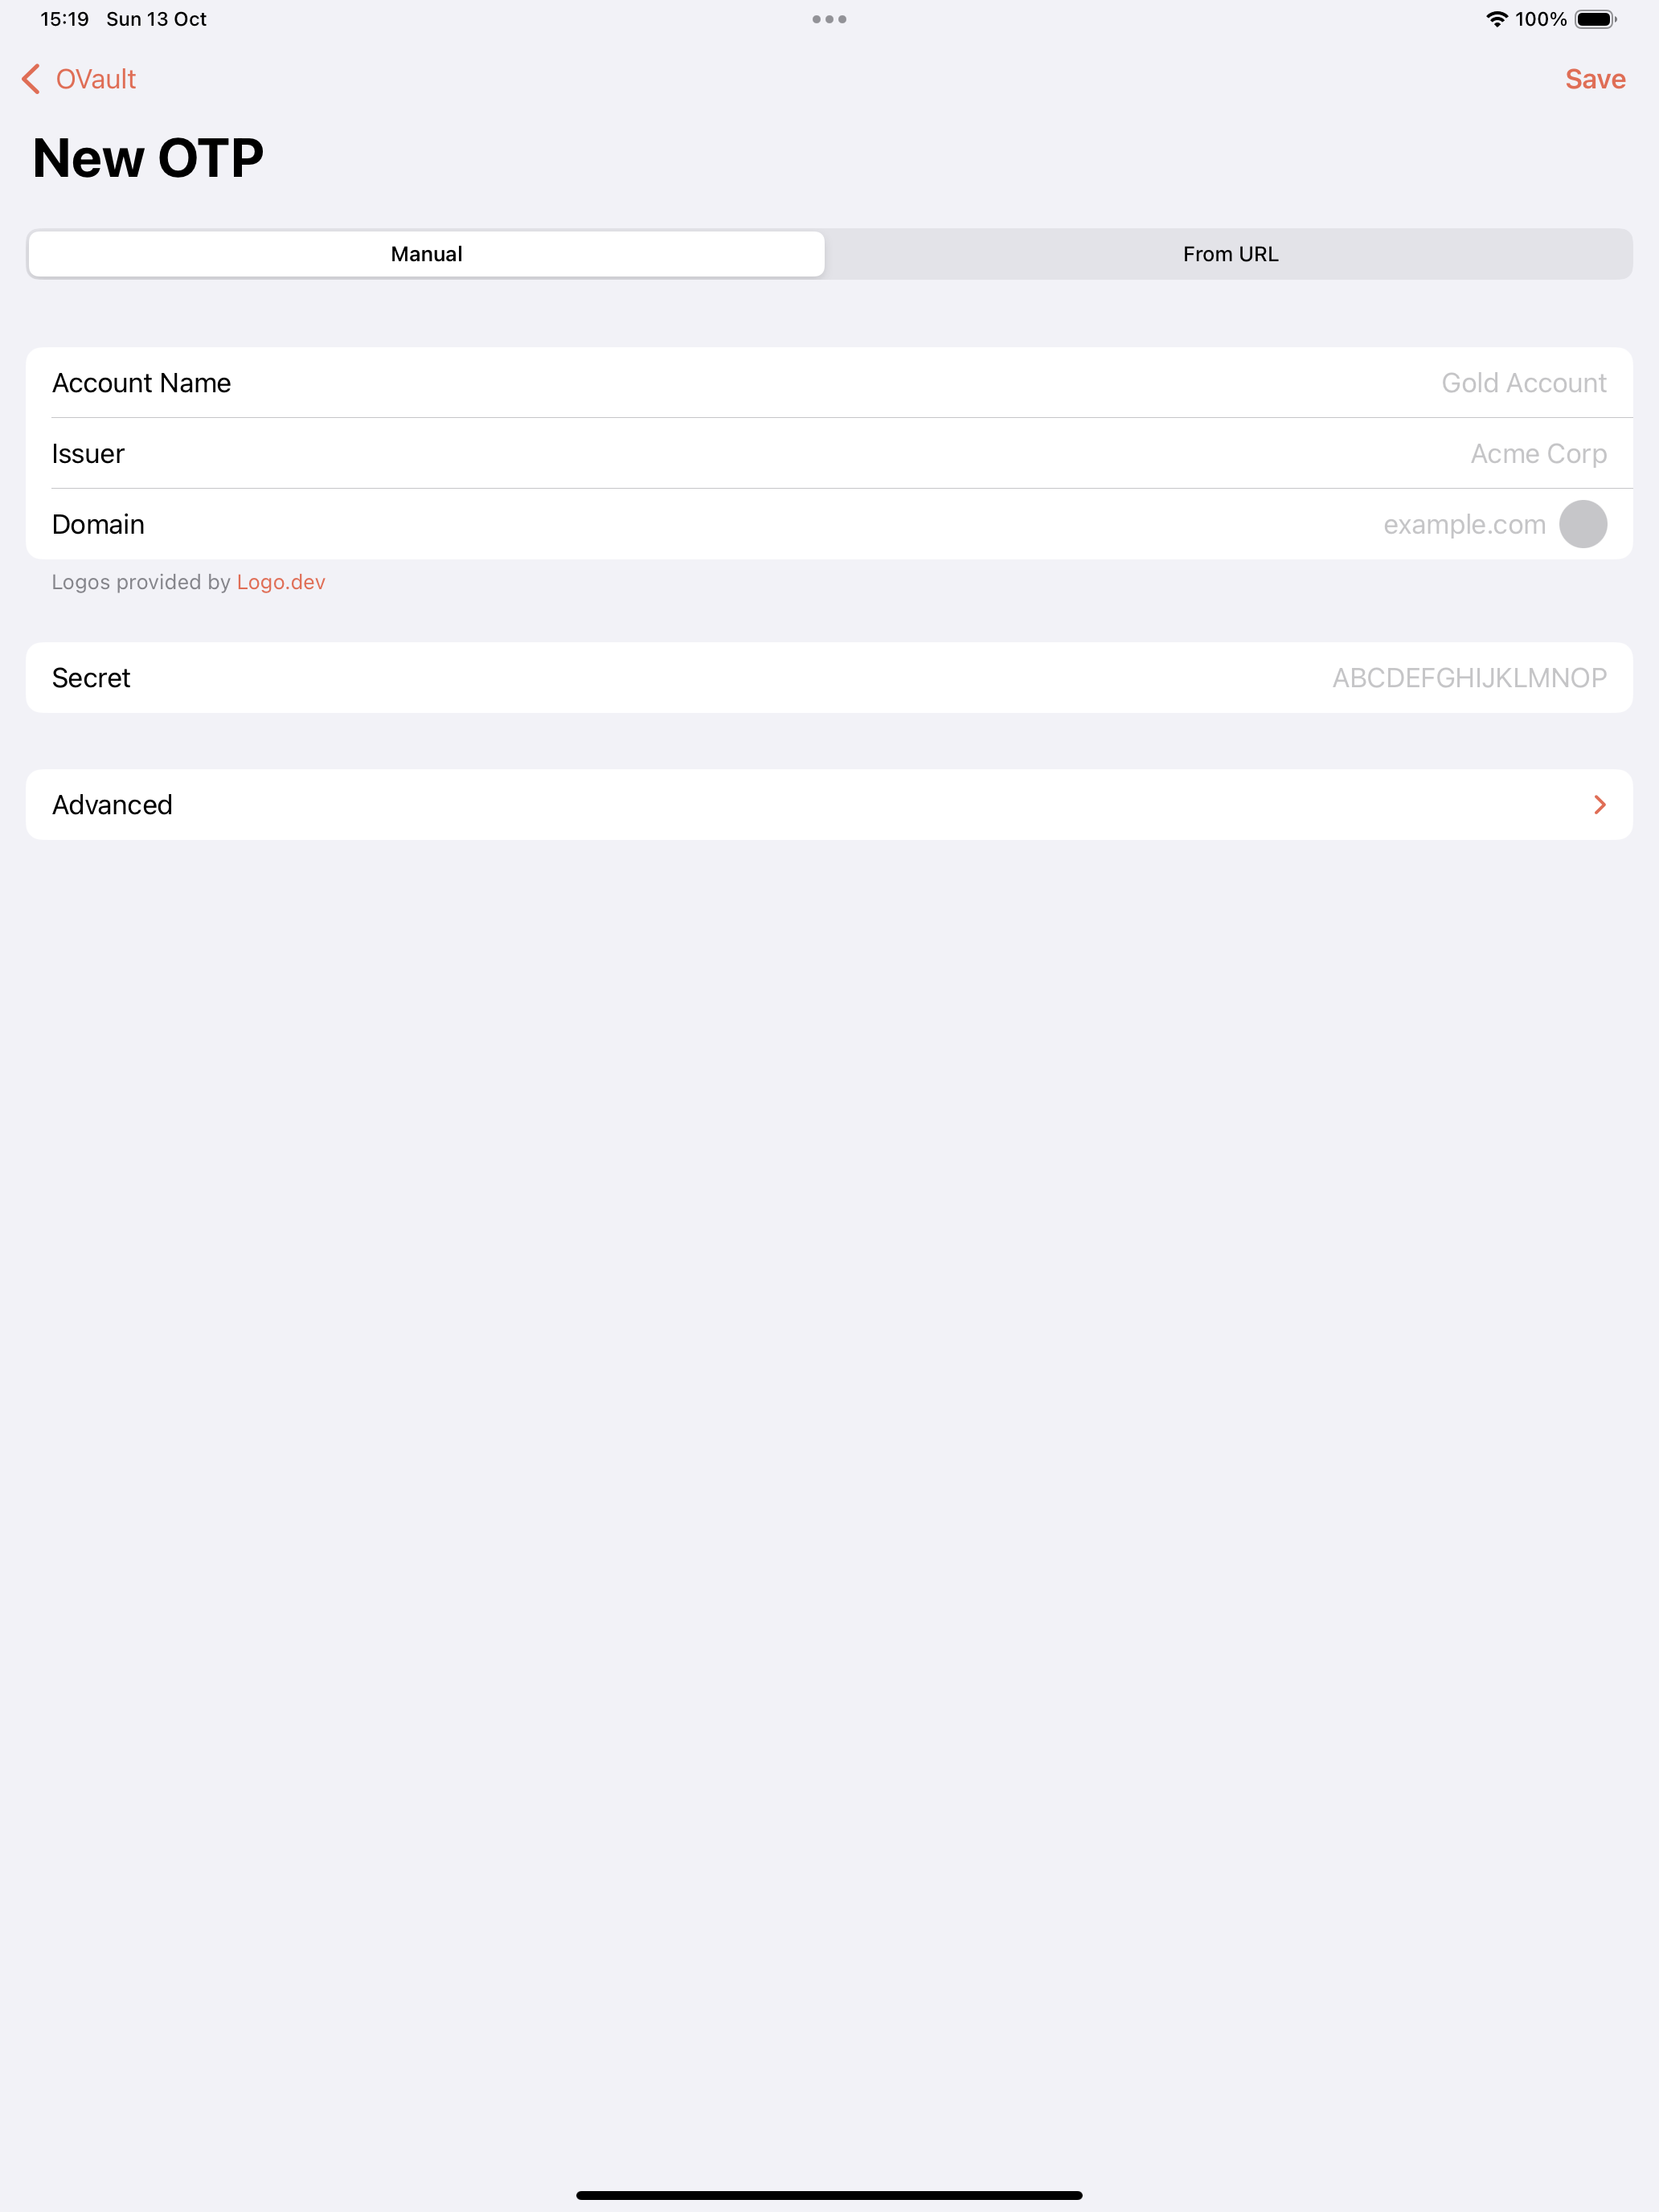 15:19 Sun 13 Oct
100%
OVault
Save
New OTP
Manual
From URL
Account Name
Gold Account
Issuer
Acme Corp
Domain
example.com
Logos provided by Logo.dev
Secret
ABCDEFGHIJKLMNOP
Advanced